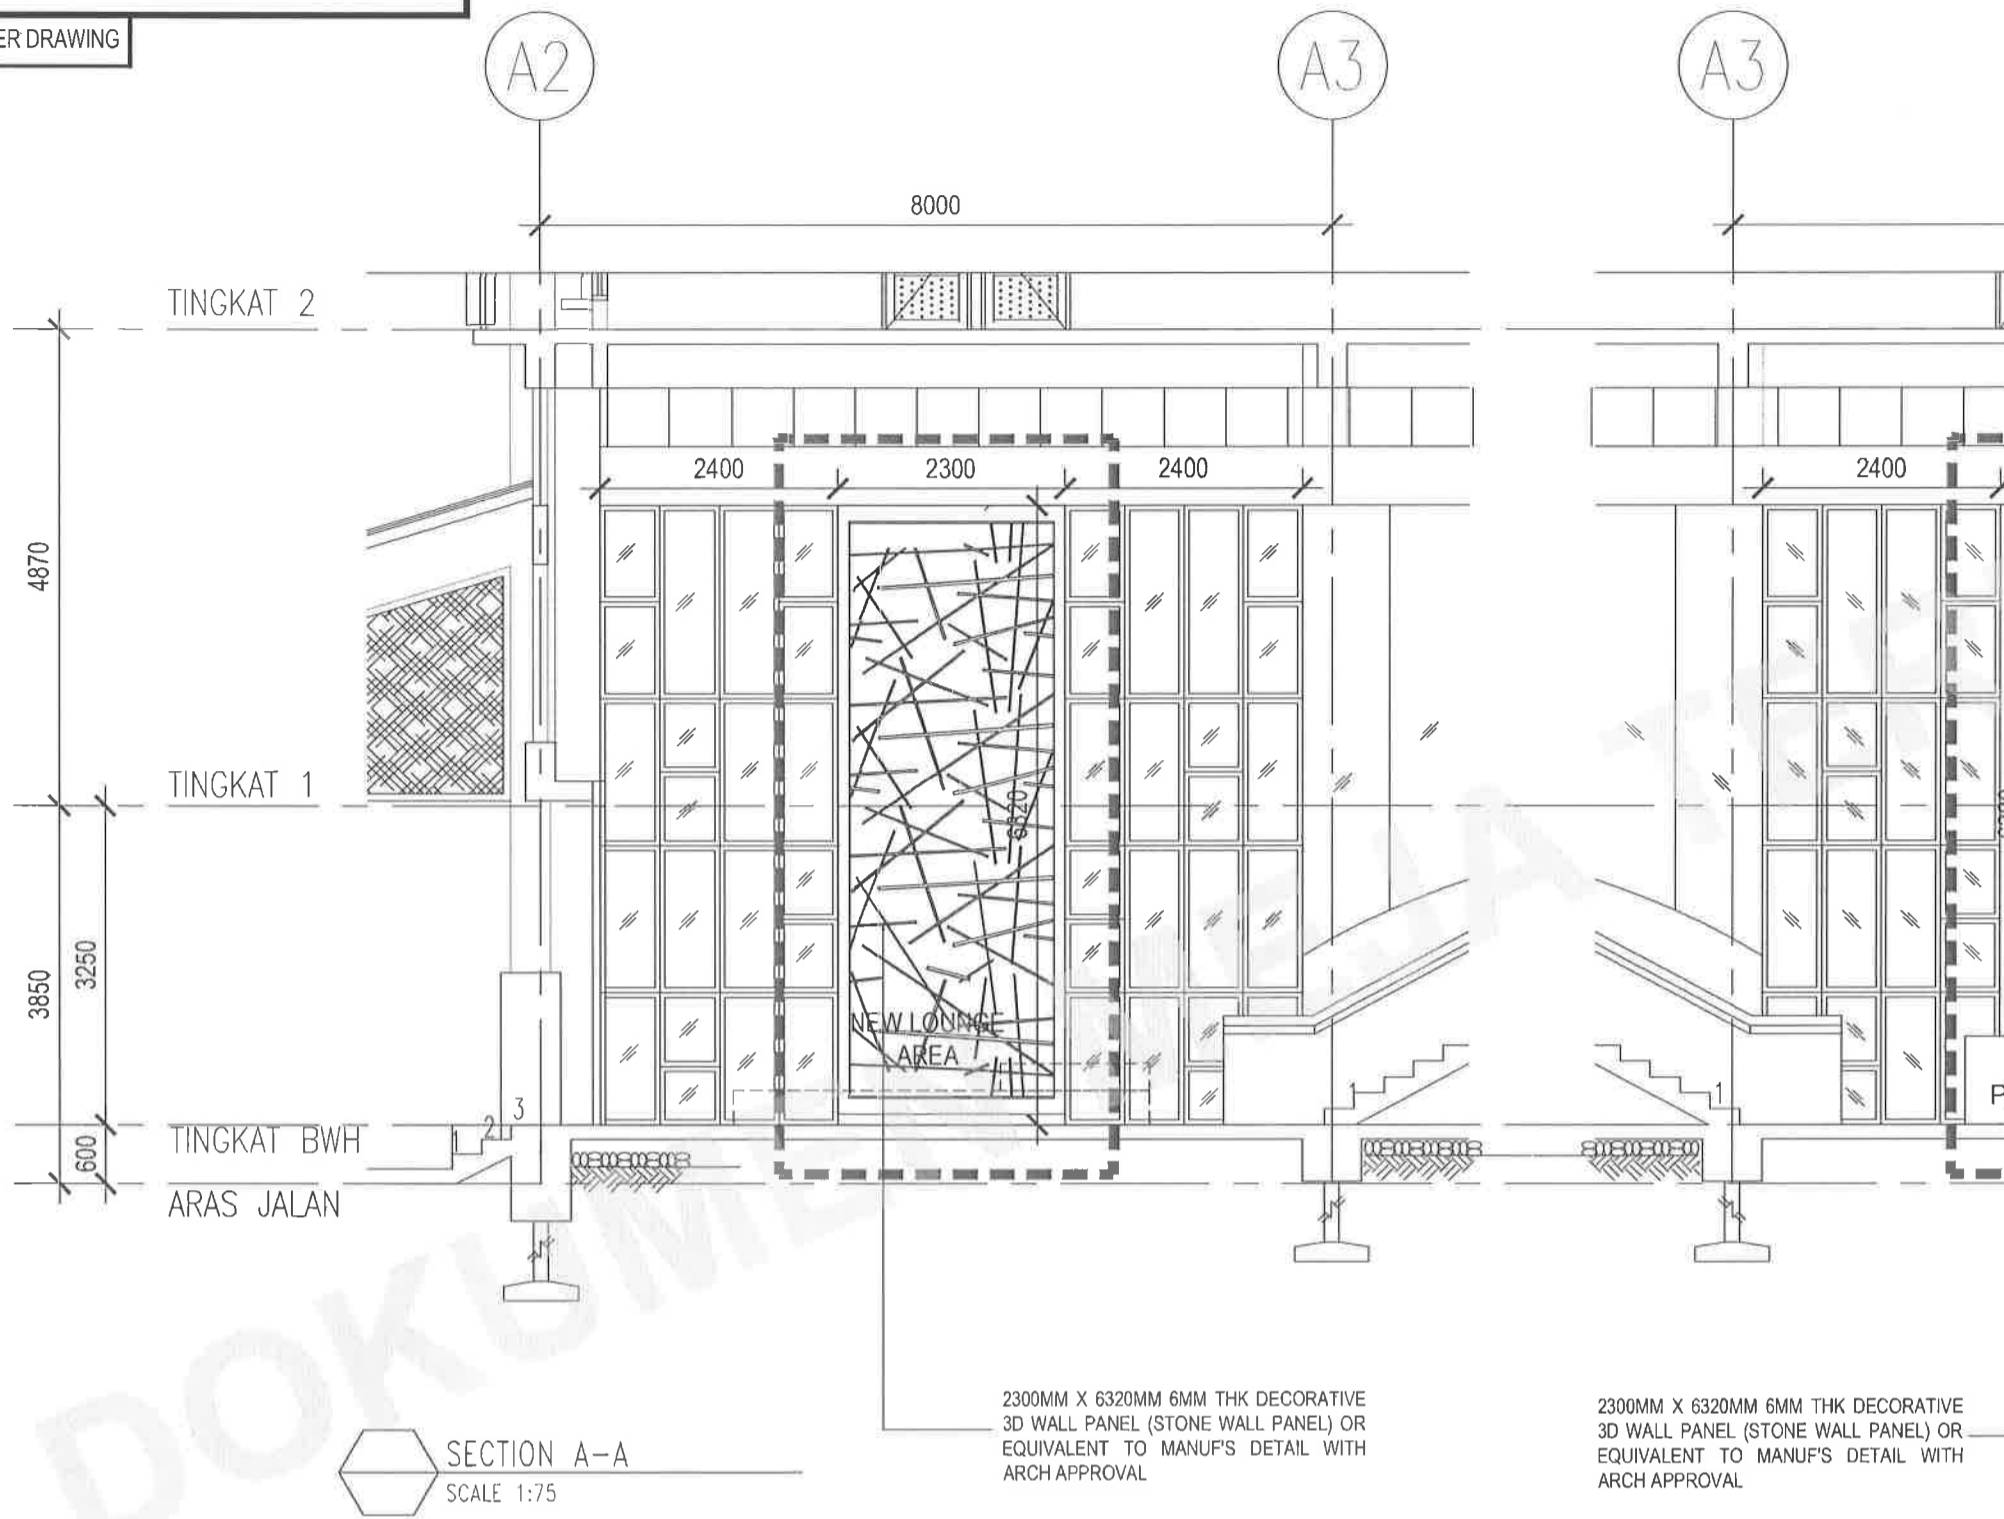 ER DRAWING
A2
A3
A3
8000
TINGKAT 2
2400
2300
2400
2400
4870
6320
TINGKAT 1
3850
3250
NEW LOUNGE
AREA
1
1
P
3
2
1
600
TINGKAT BWH
ARAS JALAN
DOKUMEN MEJA TER
2300MM X 6320MM 6MM THK DECORATIVE
3D WALL PANEL (STONE WALL PANEL) OR
EQUIVALENT TO MANUF'S DETAIL WITH
ARCH APPROVAL
2300MM X 6320MM 6MM THK DECORATIVE
3D WALL PANEL (STONE WALL PANEL) OR
EQUIVALENT TO MANUF'S DETAIL WITH
ARCH APPROVAL
SECTION A-A
SCALE 1:75